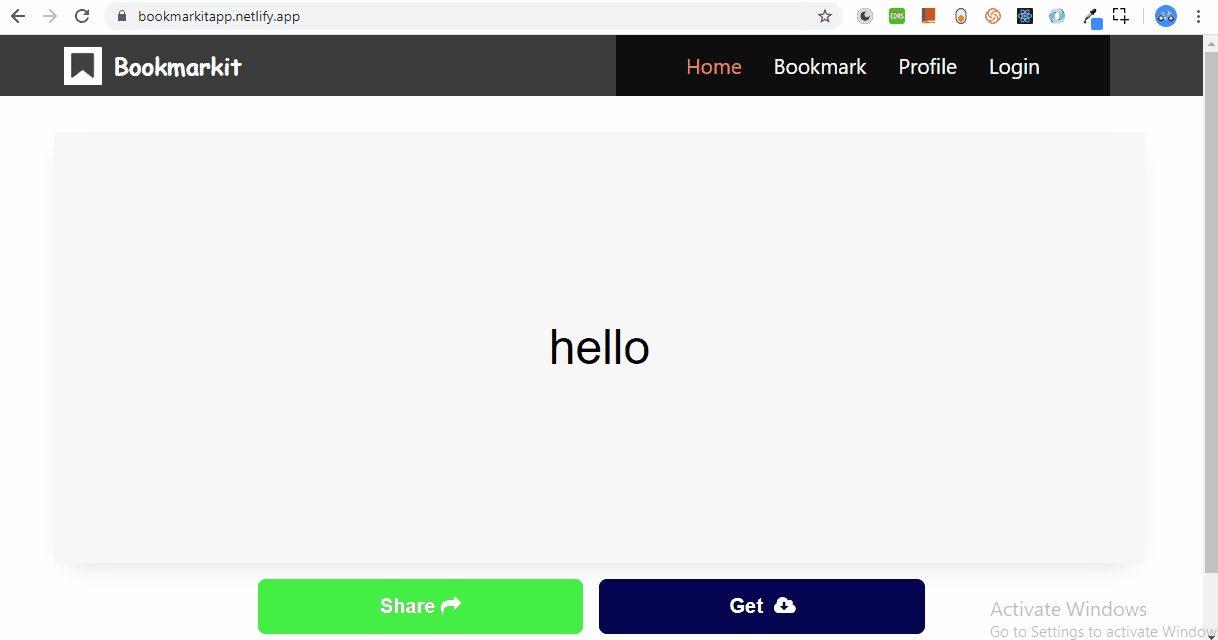 bookmarkitapp.netlify.app
CORS
Bookmarkit
Home Bookmark Profile Login
hello
Share
Get
Activate Windows
Go to Settings to activate Window